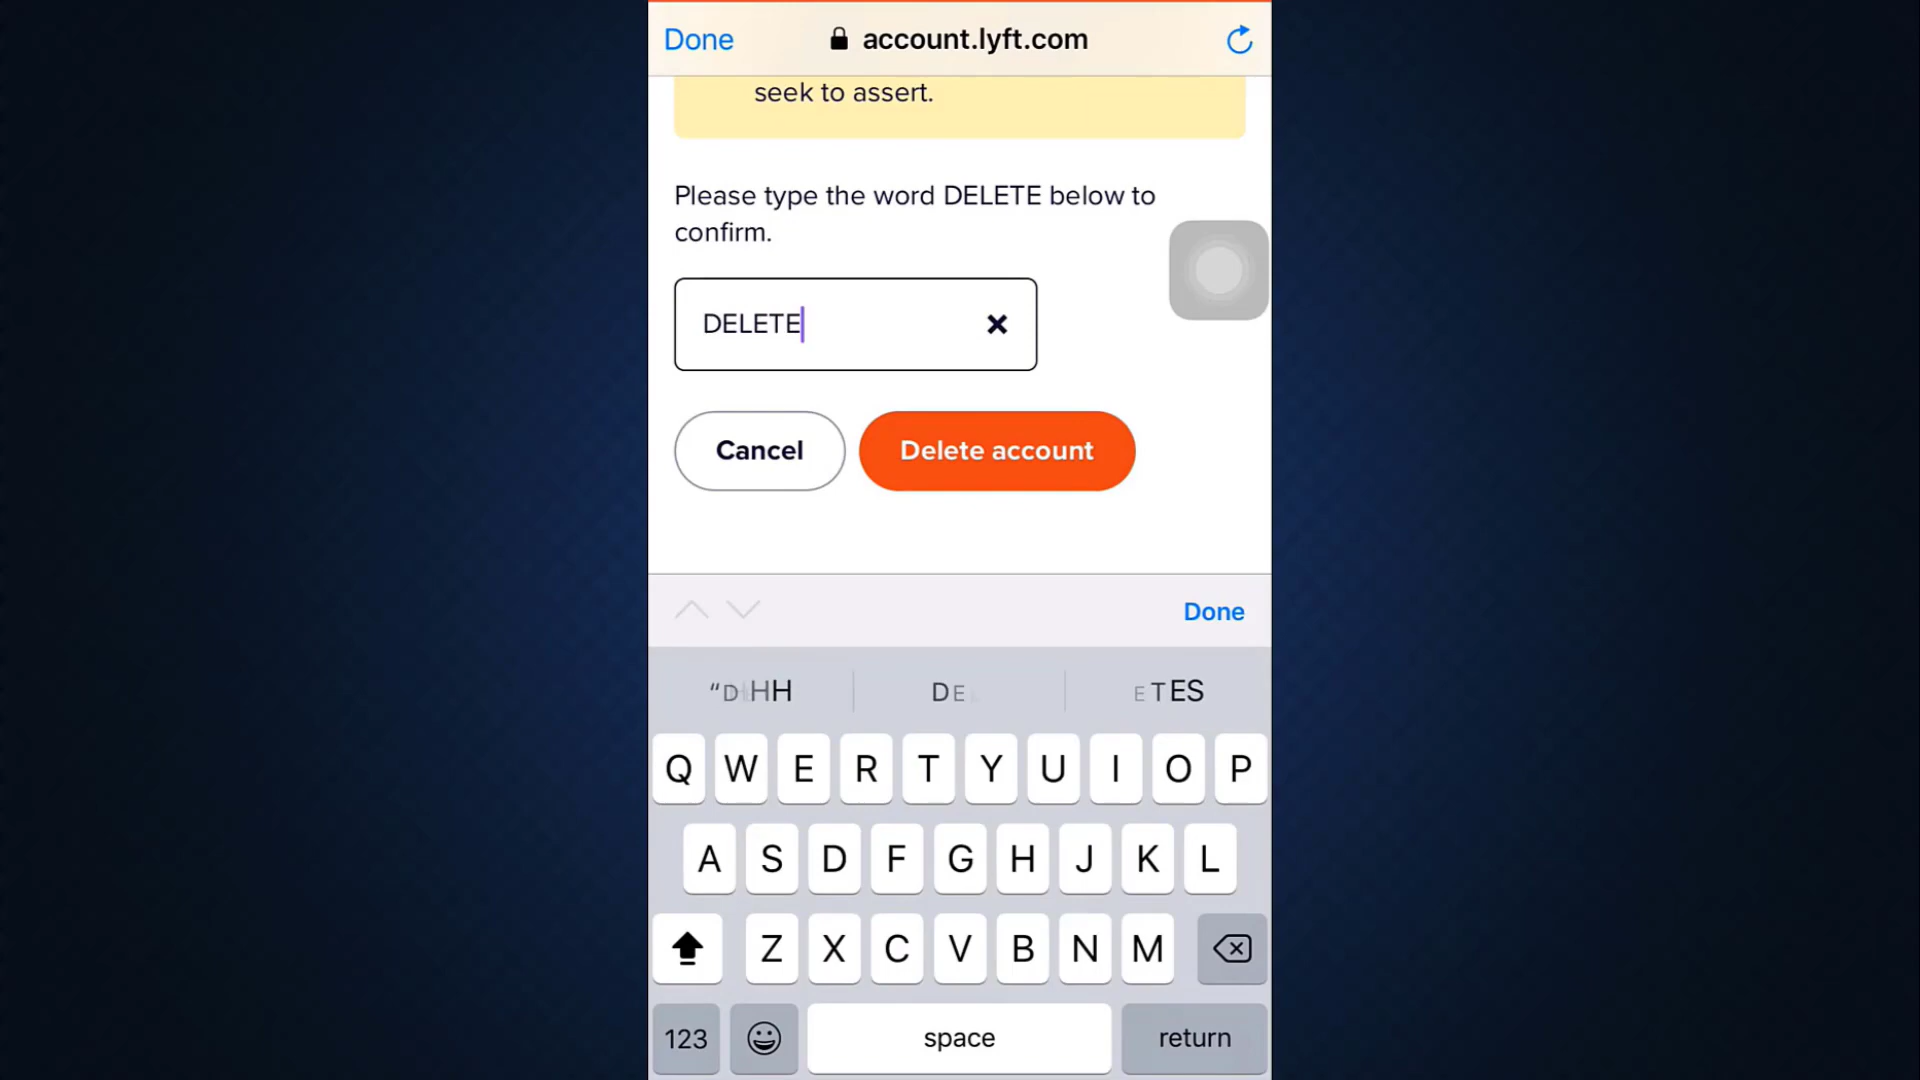 Done account.lyft.com
seek to assert.
Please type the word DELETE below to
confirm.
DELETE
Cancel Delete account
Done
Q W E R T Y U I O P
A S D F G H J K L
Z X C V B N M
123 space return